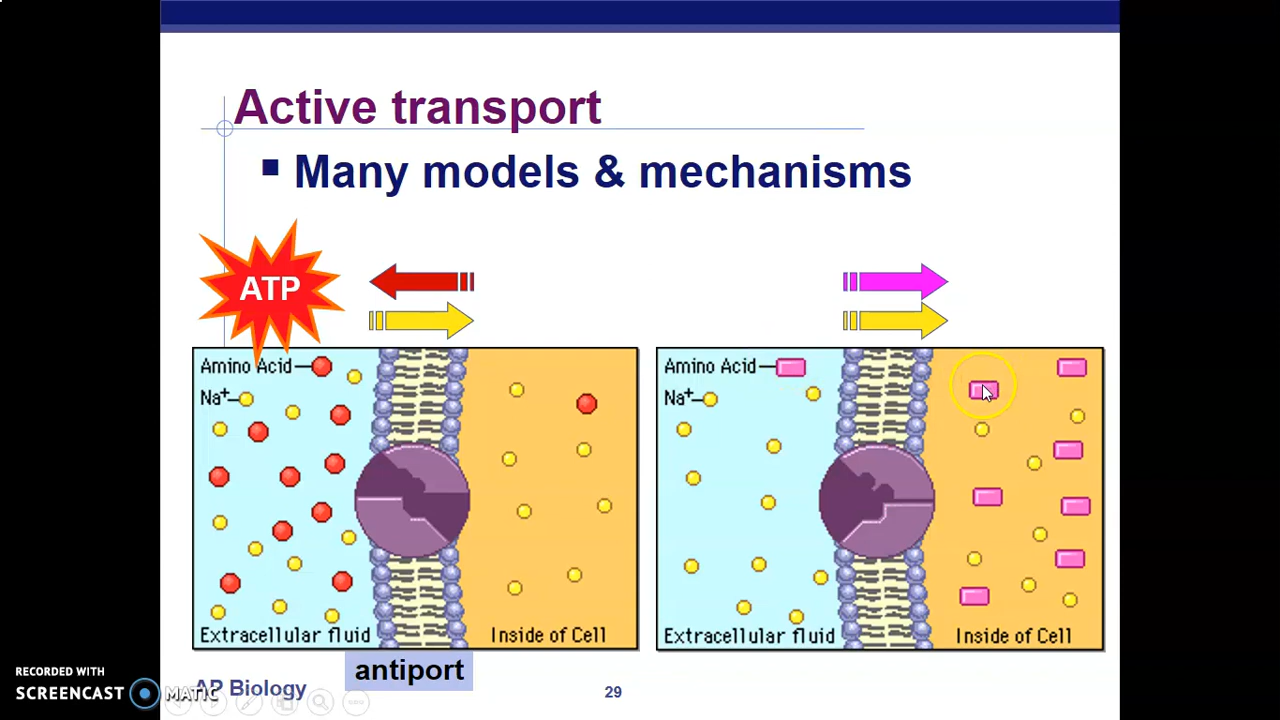 Active transport
Many models & mechanisms
ATP
Amino Acid
Na+
Extracellular fluid
Inside of Cell
antiport
Amino Acid
Na+
Extracellular fluid
Inside of Cell
AP Biology
29
RECORDED WITH
SCREENCAST MATIC